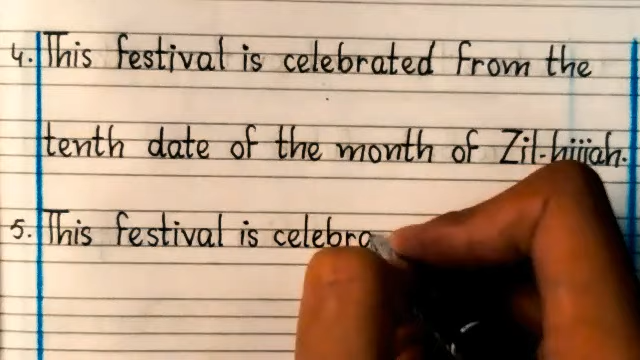 4. This festival is celebrated from the
tenth date of the month of Zil-hijjah.
5. This festival is celebra